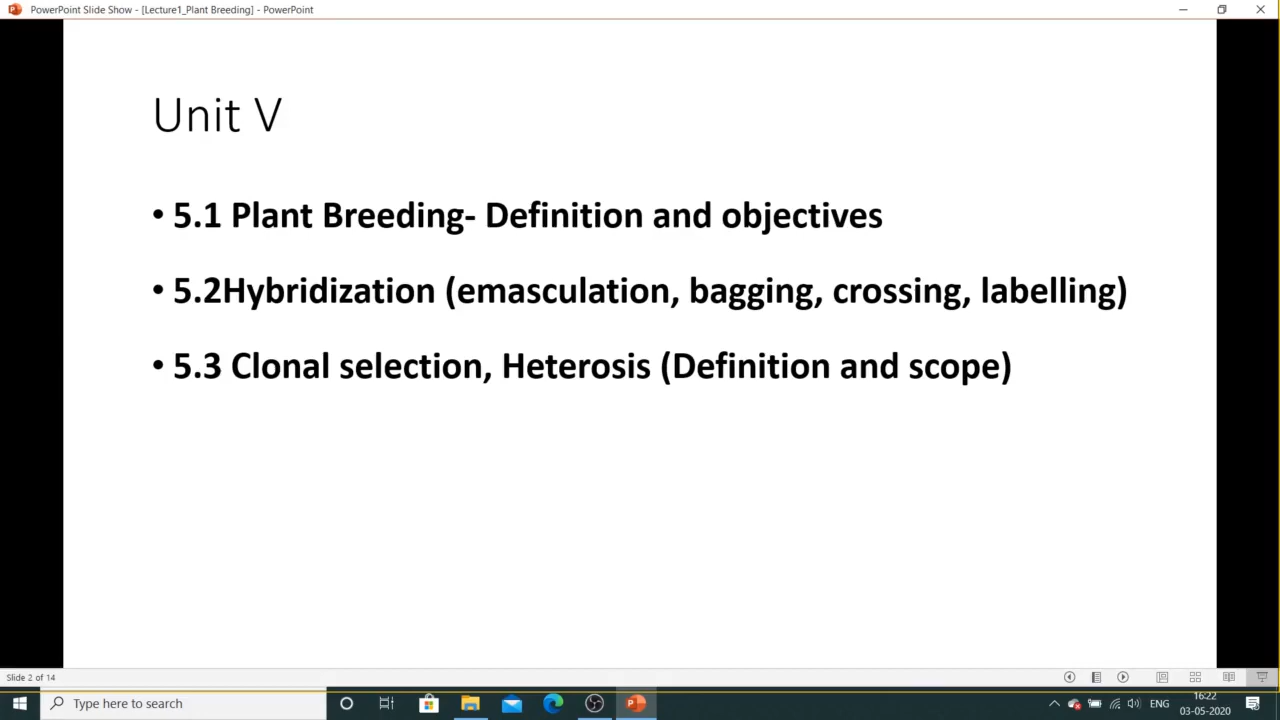 PowerPoint Slide Show - [Lecture1_Plant Breeding] - PowerPoint
Unit V
• 5.1 Plant Breeding- Definition and objectives
• 5.2Hybridization (emasculation, bagging, crossing, labelling)
• 5.3 Clonal selection, Heterosis (Definition and scope)
Slide 2 of 14
Type here to search
ENG
16:22
03-05-2020